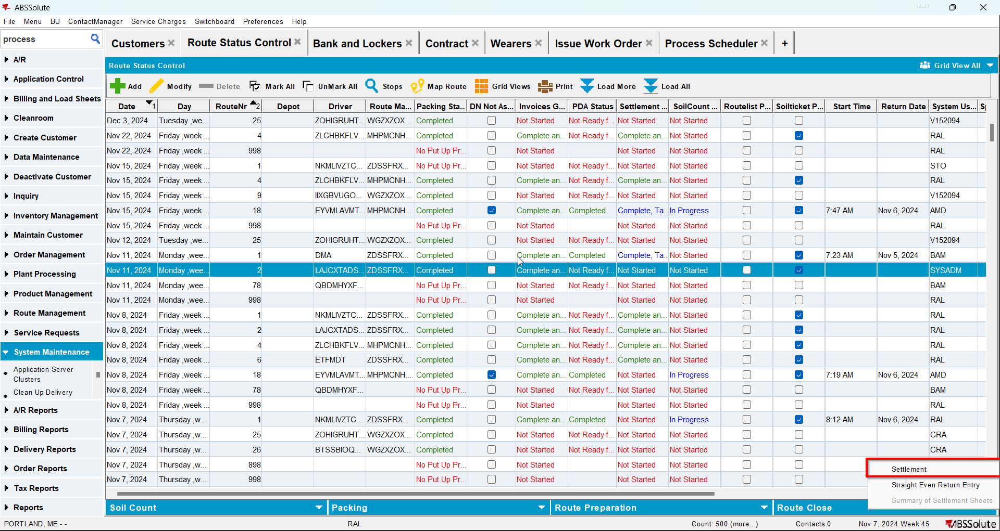 ABSSolute
File Menu BU ContactManager Service Charges Switchboard Preferences Help
process
Customers Route Status Control Bank and Lockers Contract Wearers Issue Work Order Process Scheduler +
Route Status Control Grid View All
Add Modify Delete Mark All UnMark All Stops Map Route Grid Views Print Load More Load All
A/R
Application Control
Billing and Load Sheets
Cleanroom
Create Customer
Data Maintenance
Deactivate Customer
Inquiry
Inventory Management
Maintain Customer
Order Management
Plant Processing
Product Management
Route Management
Service Requests
System Maintenance
Application Server
Clusters
Clean Up Delivery
A/R Reports
Billing Reports
Delivery Reports
Order Reports
Tax Reports
Reports
Date 1 Day RouteNr 2 Depot Driver Route Ma... Packing Sta... DN Not As... Invoices G... PDA Status Settlement ... SoilCount ... Routelist P... Soilticket P... Start Time Return Date System Us...
Dec 3, 2024 Tuesday ,we... 25 ZOHIGRUHT... WGZXZOX... Completed Not Started Not Ready f... Not Started Not Started V152094
Nov 22, 2024 Friday ,week ... 4 ZLCHBKFLV... MHPMCNH... Completed Complete an... Not Ready f... Complete an... Not Started RAL
Nov 22, 2024 Friday ,week ... 998 No Put Up Pr... Not Started Not Started Not Started RAL
Nov 15, 2024 Friday ,week ... 1 NKMLIVZTC... ZDSSFRX... No Put Up Pr... Not Started Not Ready f... Not Started Not Started STO
Nov 15, 2024 Friday ,week ... 4 ZLCHBKFLV... MHPMCNH... Completed Complete an... Not Ready f... Complete an... Not Started RAL
Nov 15, 2024 Friday ,week ... 9 IIXGBVUGO... WGZXZOX... Completed Not Started Not Ready f... Not Started Not Started V152094
Nov 15, 2024 Friday ,week ... 18 EYVMLAVMT... MHPMCNH... Completed Complete an... Completed Complete, Ta... In Progress 7:47 AM Nov 6, 2024 AMD
Nov 15, 2024 Friday ,week ... 998 No Put Up Pr... Not Started Not Started Not Started RAL
Nov 12, 2024 Tuesday ,we... 25 ZOHIGRUHT... WGZXZOX... Completed Not Started Not Ready f... Not Started Not Started V152094
Nov 11, 2024 Monday ,wee... 1 DMA ZDSSFRX... Completed Complete an... Completed Complete, Ta... Not Started 7:23 AM Nov 5, 2024 BAM
Nov 11, 2024 Monday ,wee... 2 LAJCXTADS... ZDSSFRX... Completed Complete an... Not Ready f... Not Started Not Started SYSADM
Nov 11, 2024 Monday ,wee... 78 QBDMHYXF... No Put Up Pr... Not Started Not Ready f... Not Started Not Started BAM
Nov 11, 2024 Monday ,wee... 998 No Put Up Pr... Not Started Not Started Not Started RAL
Nov 8, 2024 Friday ,week ... 1 NKMLIVZTC... ZDSSFRX... Completed Complete an... Not Ready f... Complete an... Not Started RAL
Nov 8, 2024 Friday ,week ... 2 LAJCXTADS... ZDSSFRX... Completed Complete an... Not Ready f... Complete an... Not Started RAL
Nov 8, 2024 Friday ,week ... 4 ZLCHBKFLV... MHPMCNH... Completed Complete an... Not Ready f... Complete an... Not Started RAL
Nov 8, 2024 Friday ,week ... 6 ETFMDT ZDSSFRX... Completed Complete an... Not Ready f... Complete an... Not Started RAL
Nov 8, 2024 Friday ,week ... 18 EYVMLAVMT... MHPMCNH... Completed Complete an... Completed Not Started In Progress 7:19 AM Nov 6, 2024 AMD
Nov 8, 2024 Friday ,week ... 78 QBDMHYXF... No Put Up Pr... Not Started Not Ready f... Not Started Not Started BAM
Nov 8, 2024 Friday ,week ... 998 No Put Up Pr... Not Started Not Started Not Started RAL
Nov 7, 2024 Thursday ,w... 1 NKMLIVZTC... ZDSSFRX... Completed Complete an... Completed Not Started In Progress 8:12 AM Nov 6, 2024 RAL
Nov 7, 2024 Thursday ,w... 25 ZOHIGRUHT... WGZXZOX... Completed Not Started Not Ready f... Not Started Not Started CRA
Nov 7, 2024 Thursday ,w... 26 BTSSBIOQ... WGZXZOX... Completed Not Started Not Ready f... Not Started Not Started CRA
Nov 7, 2024 Thursday ,w... 898 No Put Up Pr... Not Started Not Started Not Started
Nov 7, 2024 Thursday ,w... 998 No Put Up Pr... Not Started Not Started Not Started
Settlement
Straight Even Return Entry
Summary of Settlement Sheets
Soil Count Packing Route Preparation Route Close
PORTLAND, ME - - RAL Count: 500 (more...) Contacts 0 Nov 7, 2024 Week 45 ABSSolute